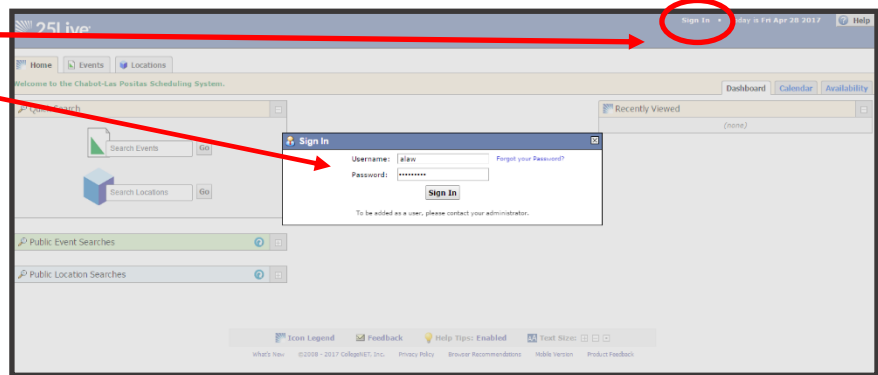 25Live
Sign In • Today is Fri Apr 28 2017 Help
Home Events Locations
Welcome to the Chabot-Las Positas Scheduling System.
Dashboard Calendar Availability
Quick Search
Recently Viewed
(none)
Search Events Go
Search Locations Go
Sign In
Username: alaw Forgot your Password?
Password: •••••••••
Sign In
To be added as a user, please contact your administrator.
Public Event Searches
Public Location Searches
Icon Legend Feedback Help Tips: Enabled Text Size:
What's New ©2008 - 2017 CollegeNET, Inc. Privacy Policy Browser Recommendations Mobile Version Product Feedback